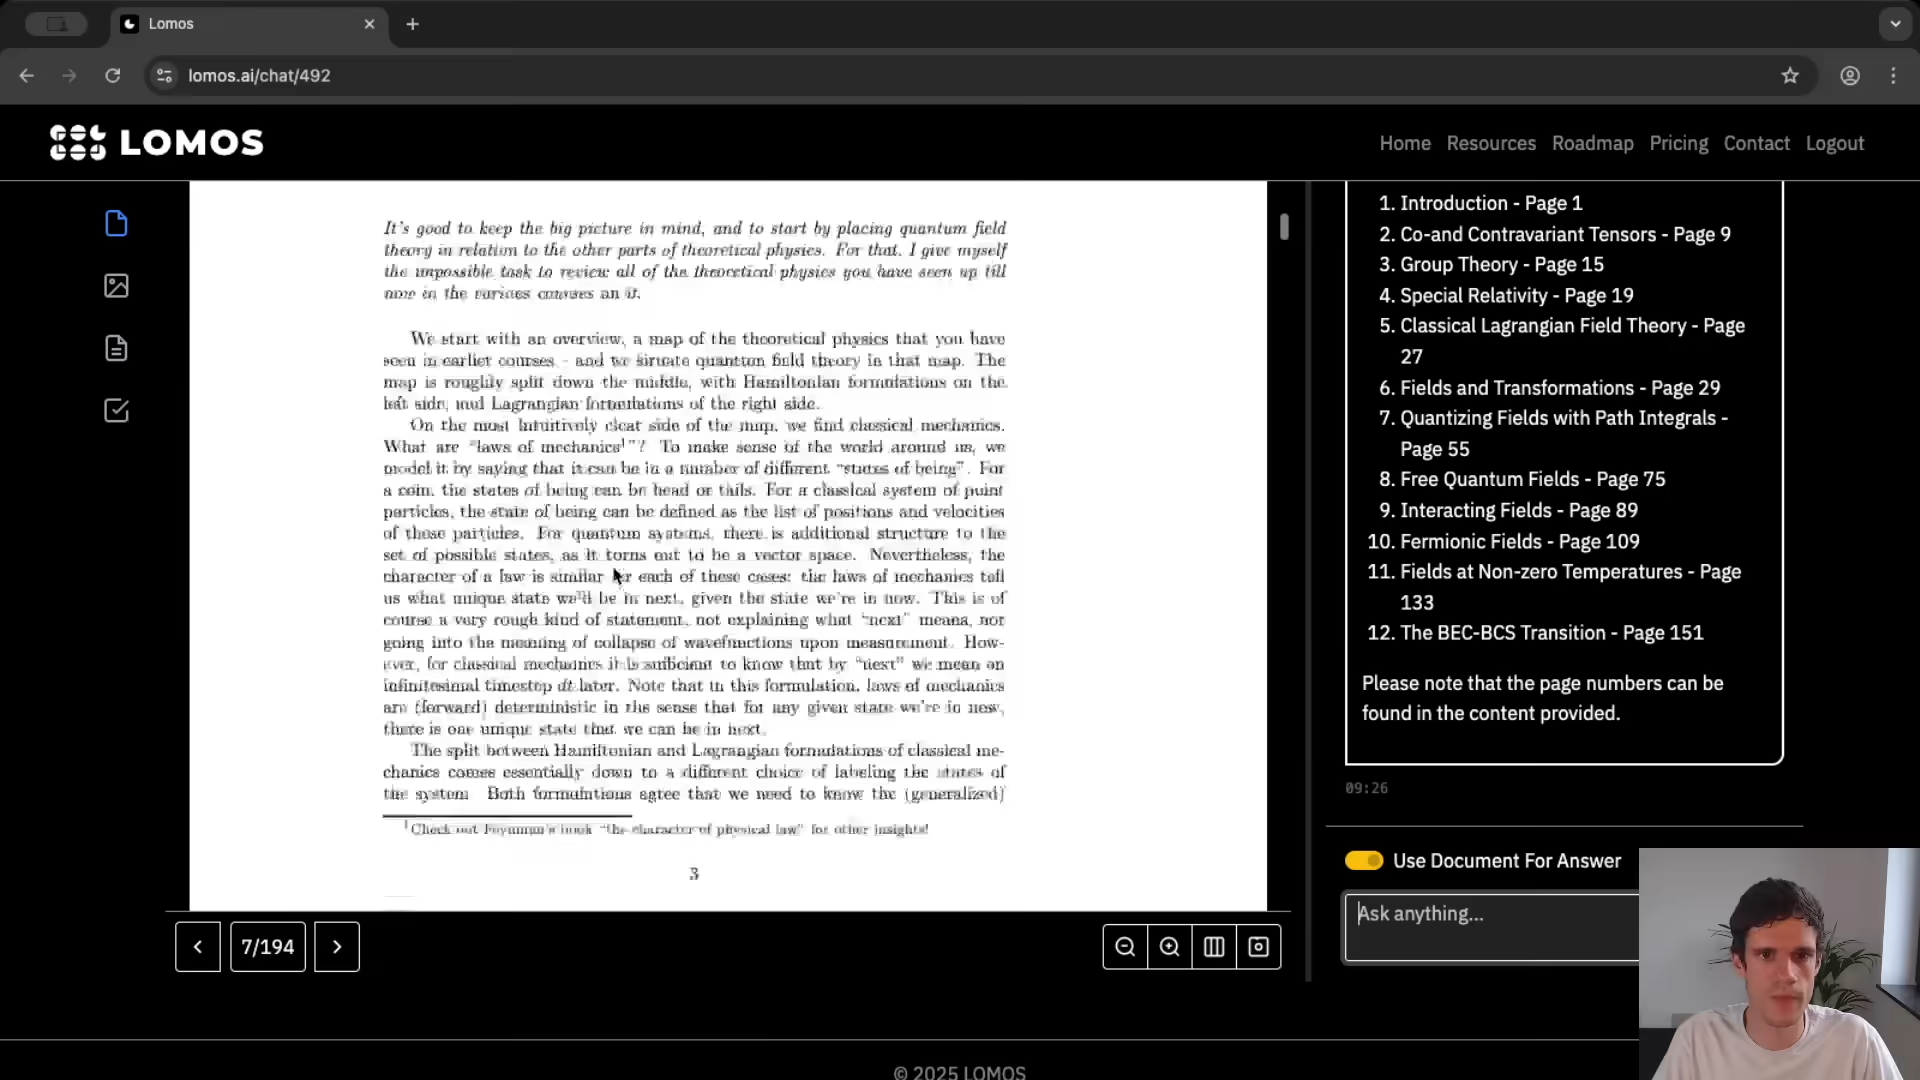 Lomos
lomos.ai/chat/492
LOMOS
Home Resources Roadmap Pricing Contact Logout
It's good to keep the big picture in mind, and to start by placing quantum field
theory in relation to the other parts of theoretical physics. For that, I give myself
the impossible task to review all of the theoretical physics you have seen up till
now in the various courses on it.
We start with an overview, a map of the theoretical physics that you have
seen in earlier courses - and we situate quantum field theory in that map. The
map is roughly split down the middle, with Hamiltonian formulations on the
left side, and Lagrangian formulations of the right side.
On the most intuitively clear side of the map, we find classical mechanics.
What are "laws of mechanics¹"? To make sense of the world around us, we
model it by saying that it can be in a number of different "states of being". For
a coin, the states of being can be head or tails. For a classical system of point
particles, the state of being can be defined as the list of positions and velocities
of those particles. For quantum systems, there is additional structure to the
set of possible states, as it turns out to be a vector space. Nevertheless, the
character of a law is similar for each of these cases: the laws of mechanics tell
us what unique state we'd be in next, given the state we're in now. This is of
course a very rough kind of statement, not explaining what "next" means, nor
going into the meaning of collapse of wavefunctions upon measurement. How-
ever, for classical mechanics it is sufficient to know that by "next" we mean an
infinitesimal timestep dt later. Note that in this formulation, laws of mechanics
are (forward) deterministic in the sense that for any given state we're in now,
there is one unique state that we can be in next.
The split between Hamiltonian and Lagrangian formulations of classical me-
chanics comes essentially down to a different choice of labeling the states of
the system. Both formulations agree that we need to know the (generalized)
¹Check out Feynman's book "the character of physical law" for other insights!
3
7/194
1. Introduction - Page 1
2. Co-and Contravariant Tensors - Page 9
3. Group Theory - Page 15
4. Special Relativity - Page 19
5. Classical Lagrangian Field Theory - Page
27
6. Fields and Transformations - Page 29
7. Quantizing Fields with Path Integrals -
Page 55
8. Free Quantum Fields - Page 75
9. Interacting Fields - Page 89
10. Fermionic Fields - Page 109
11. Fields at Non-zero Temperatures - Page
133
12. The BEC-BCS Transition - Page 151
Please note that the page numbers can be
found in the content provided.
09:26
Use Document For Answer
Ask anything...
© 2025 LOMOS